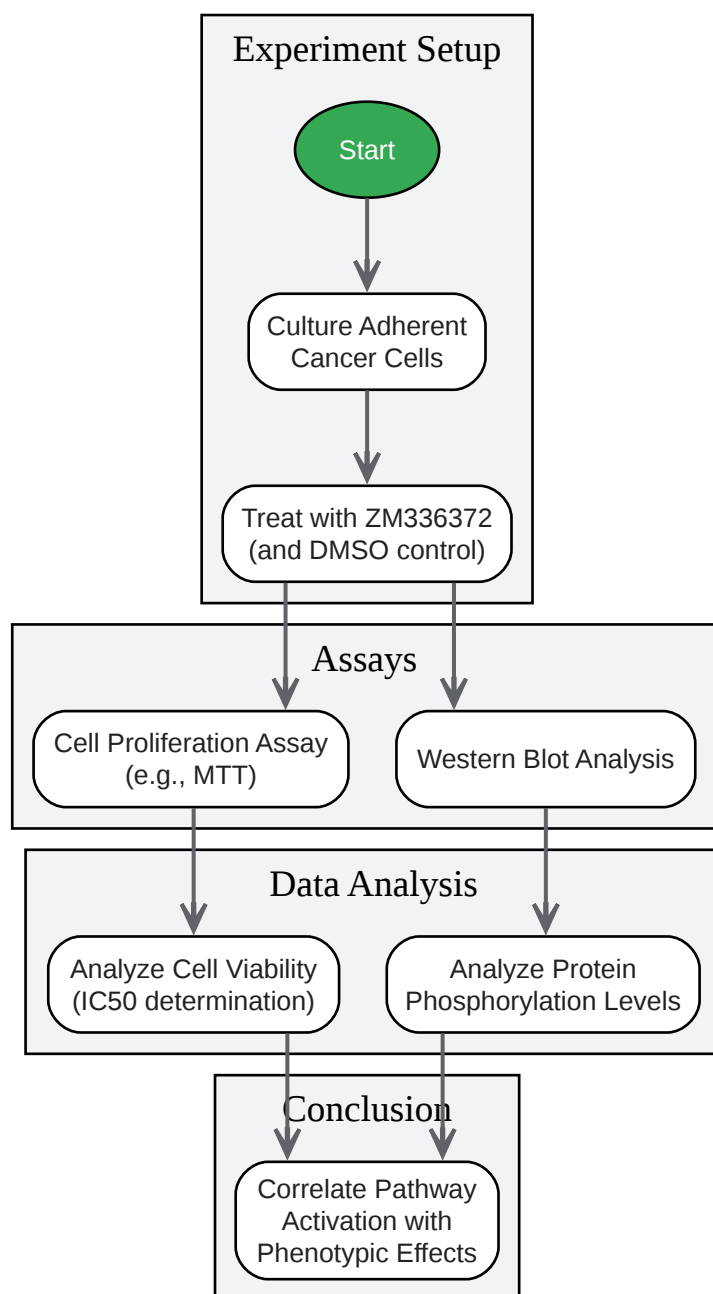 Experiment Setup
Start
Culture Adherent
Cancer Cells
Treat with ZM336372
(and DMSO control)
Assays
Cell Proliferation Assay
(e.g., MTT)
Western Blot Analysis
Data Analysis
Analyze Cell Viability
(IC50 determination)
Analyze Protein
Phosphorylation Levels
Conclusion
Correlate Pathway
Activation with
Phenotypic Effects